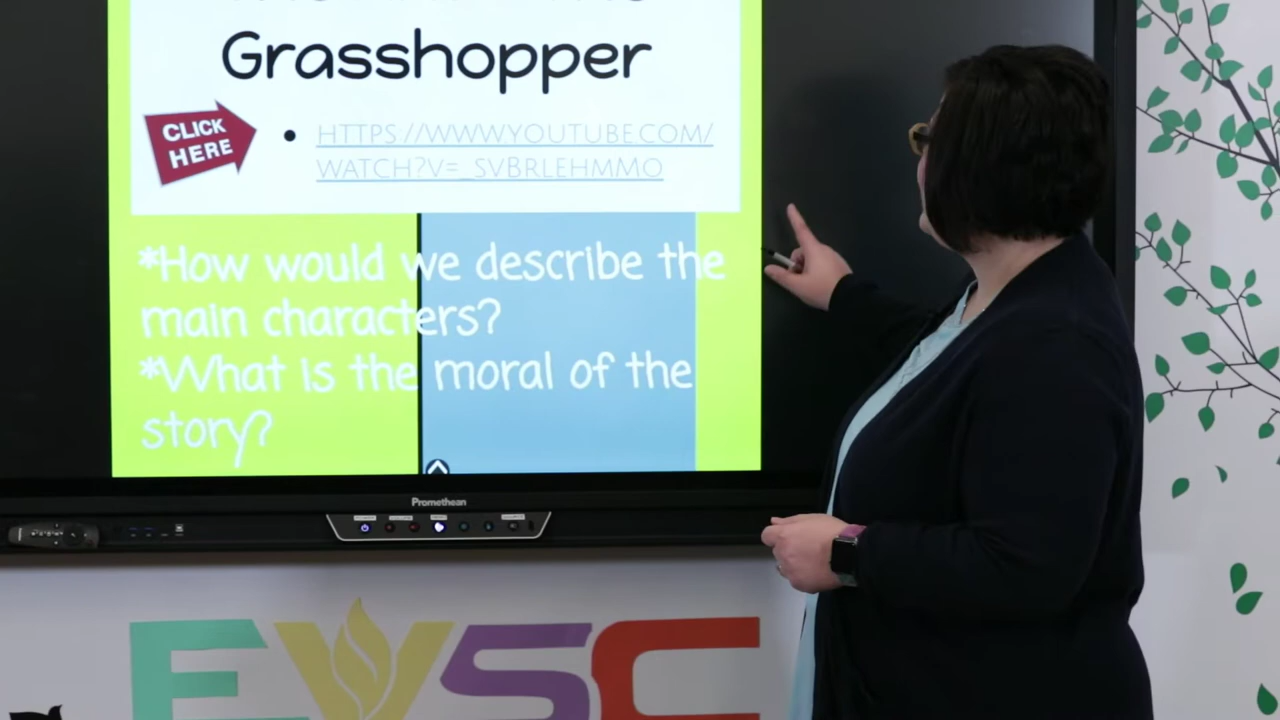 Grasshopper
CLICK
HERE
• HTTPS://WWW.YOUTUBE.COM/
WATCH?V=_SVBRLEHMMO
*How would we describe the
main characters?
*What is the moral of the
story?
Promethean
EVSC